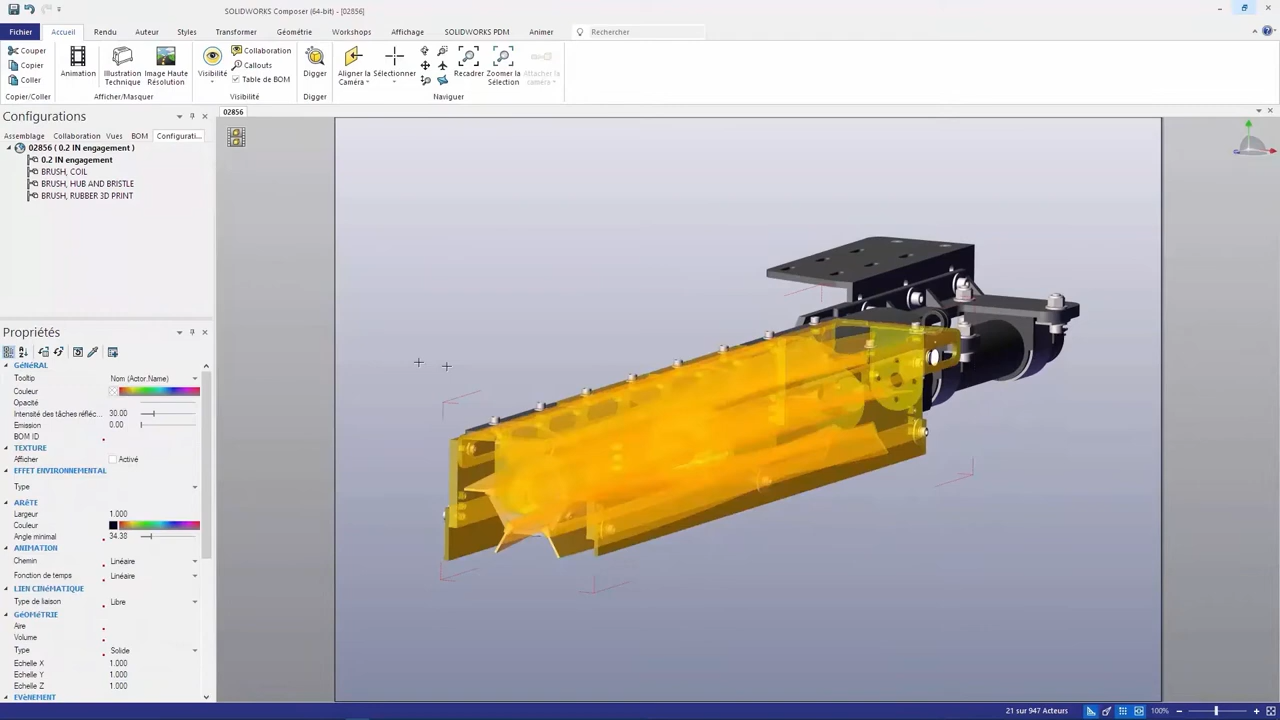 SOLIDWORKS Composer (64-bit) - [02856]
Fichier Accueil Rendu Auteur Styles Transformer Géométrie Workshops Affichage SOLIDWORKS PDM Animer Rechercher
Couper
Copier
Coller
Copier/Coller
Animation
Illustration Technique
Image Haute Résolution
Afficher/Masquer
Visibilité
Collaboration
Callouts
Table de BOM
Visibilité
Digger
Digger
Aligner la Caméra
Sélectionner
Recadrer
Zoomer la Sélection
Attacher la caméra
Naviguer
Configurations
02856
Assemblage Collaboration Vues BOM Configurati...
02856 ( 0.2 IN engagement )
0.2 IN engagement
BRUSH, COIL
BRUSH, HUB AND BRISTLE
BRUSH, RUBBER 3D PRINT
Propriétés
GéNéRAL
Tooltip Nom (Actor.Name)
Couleur
Opacité
Intensité des tâches réfléc... 30.00
Emission 0.00
BOM ID
TEXTURE
Afficher Activé
EFFET ENVIRONNEMENTAL
Type
ARêTE
Largeur 1.000
Couleur
Angle minimal 34.38
ANIMATION
Chemin Linéaire
Fonction de temps Linéaire
LIEN CINéMATIQUE
Type de liaison Libre
GéOMéTRIE
Aire
Volume
Type Solide
Echelle X 1.000
Echelle Y 1.000
Echelle Z 1.000
EVèNEMENT
21 sur 947 Acteurs 100%